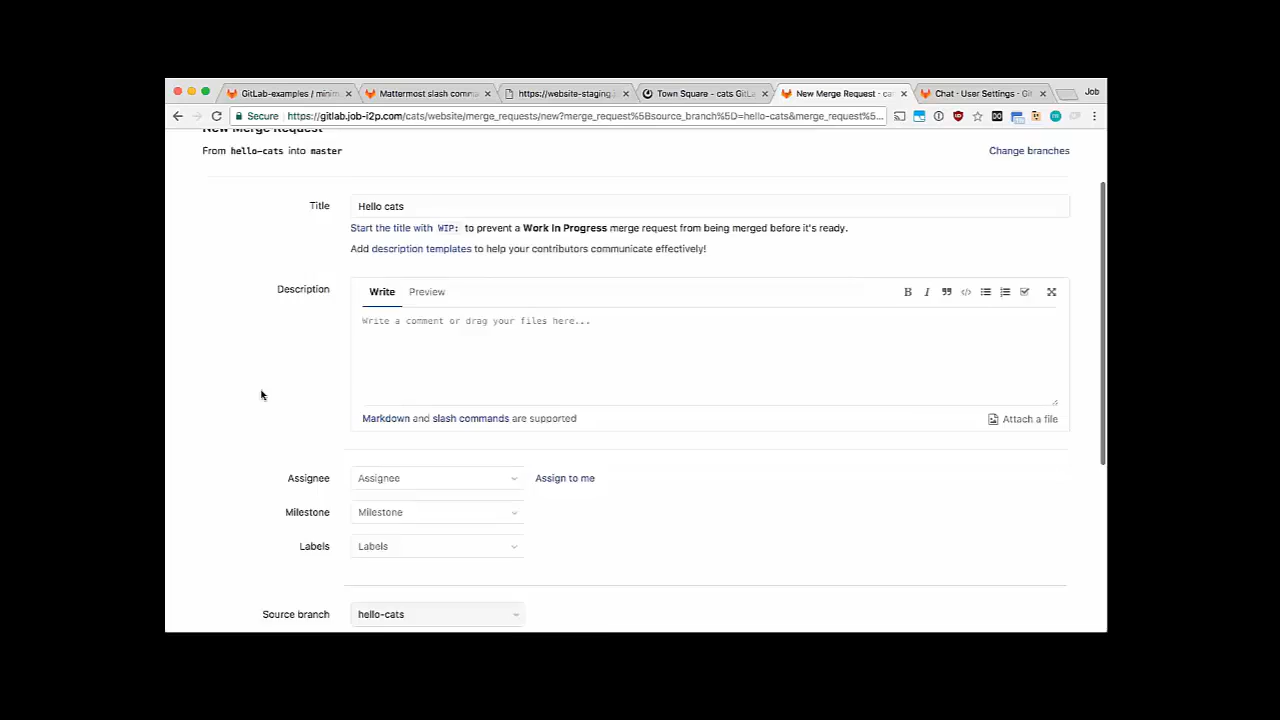 GitLab-examples / minim
Mattermost slash comm
https://website-staging
Town Square - cats GitLa
New Merge Request · ca
Chat · User Settings · Git
Job
Secure https://gitlab.job-i2p.com/cats/website/merge_requests/new?merge_request%5Bsource_branch%5D=hello-cats&merge_request%5...
New Merge Request
From hello-cats into master
Change branches
Title
Hello cats
Start the title with WIP: to prevent a Work In Progress merge request from being merged before it's ready.
Add description templates to help your contributors communicate effectively!
Description
Write Preview
Write a comment or drag your files here...
Markdown and slash commands are supported
Attach a file
Assignee
Assignee
Assign to me
Milestone
Milestone
Labels
Labels
Source branch
hello-cats